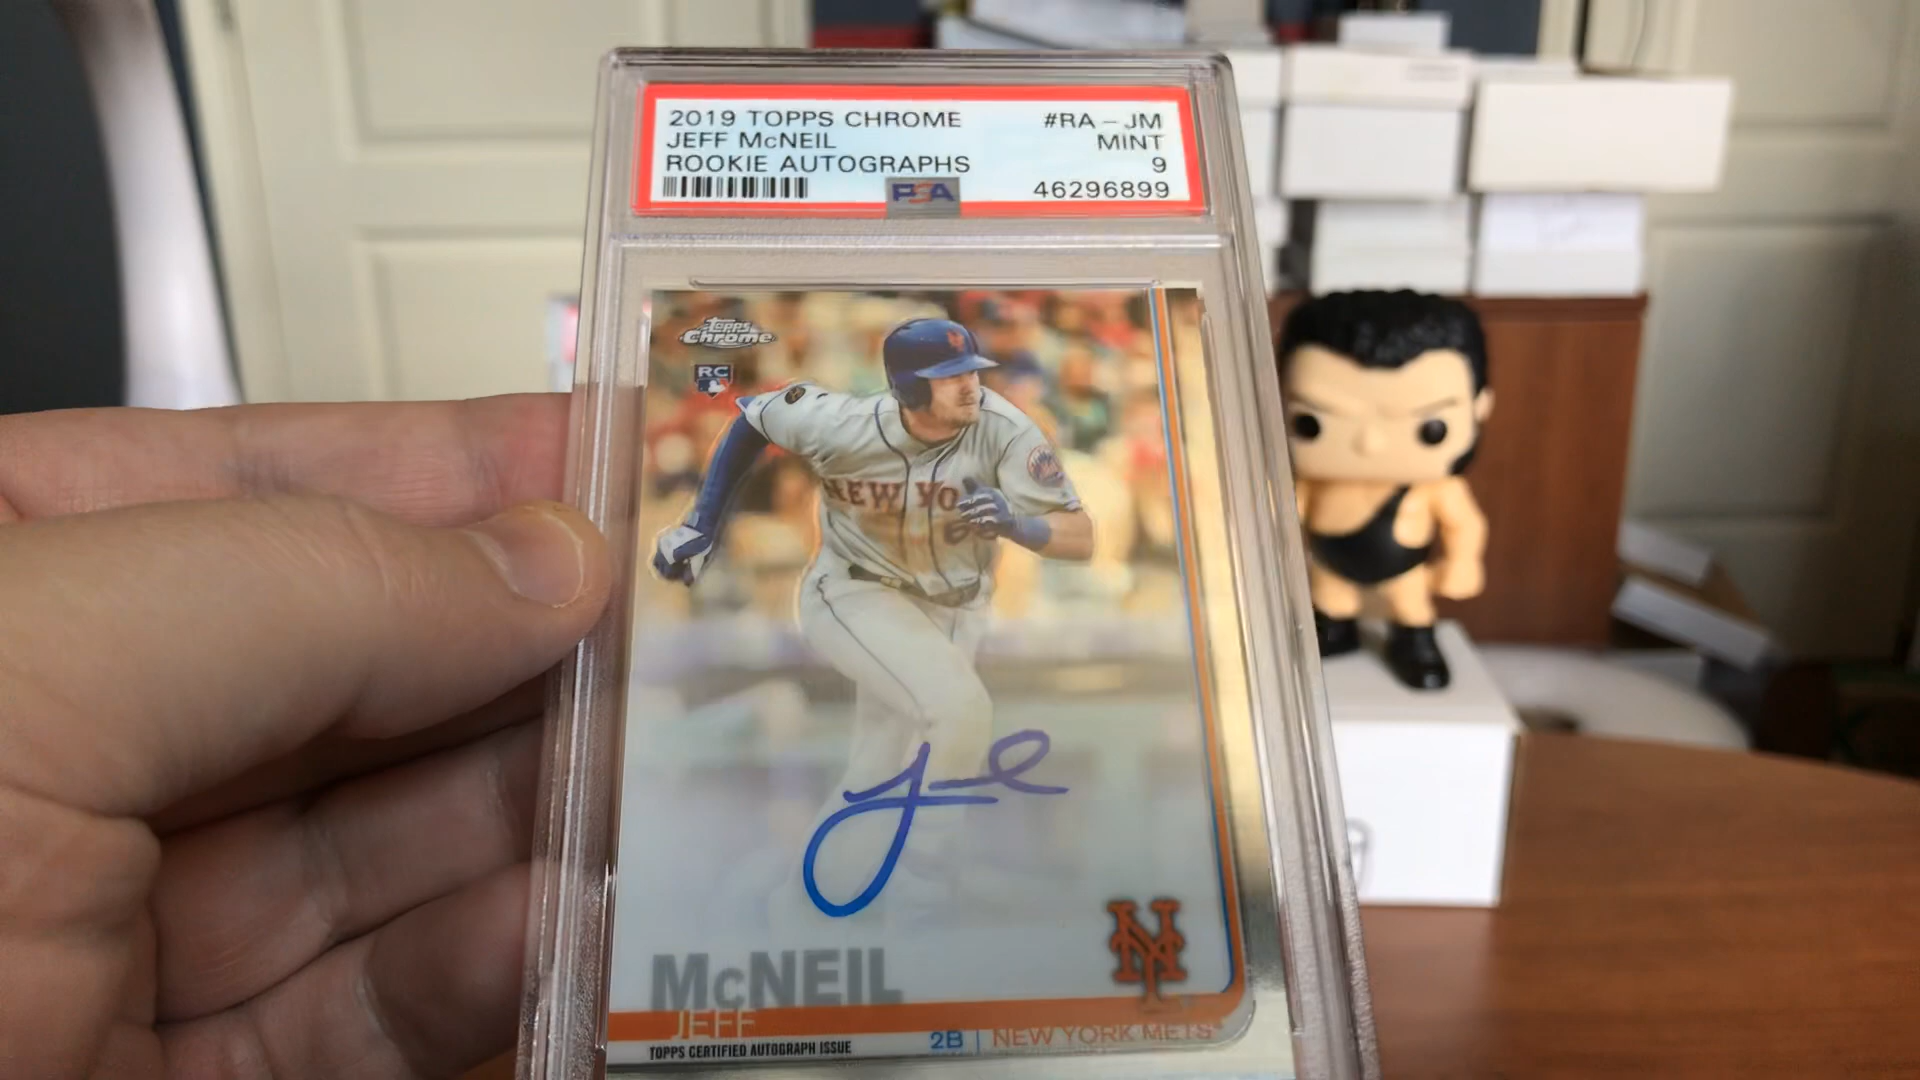 2019 TOPPS CHROME #RA-JM
JEFF McNEIL MINT
ROOKIE AUTOGRAPHS 9
PSA 46296899
Topps
Chrome
RC
NEW YO
McNEIL
JEFF
2B | NEW YORK METS
TOPPS CERTIFIED AUTOGRAPH ISSUE